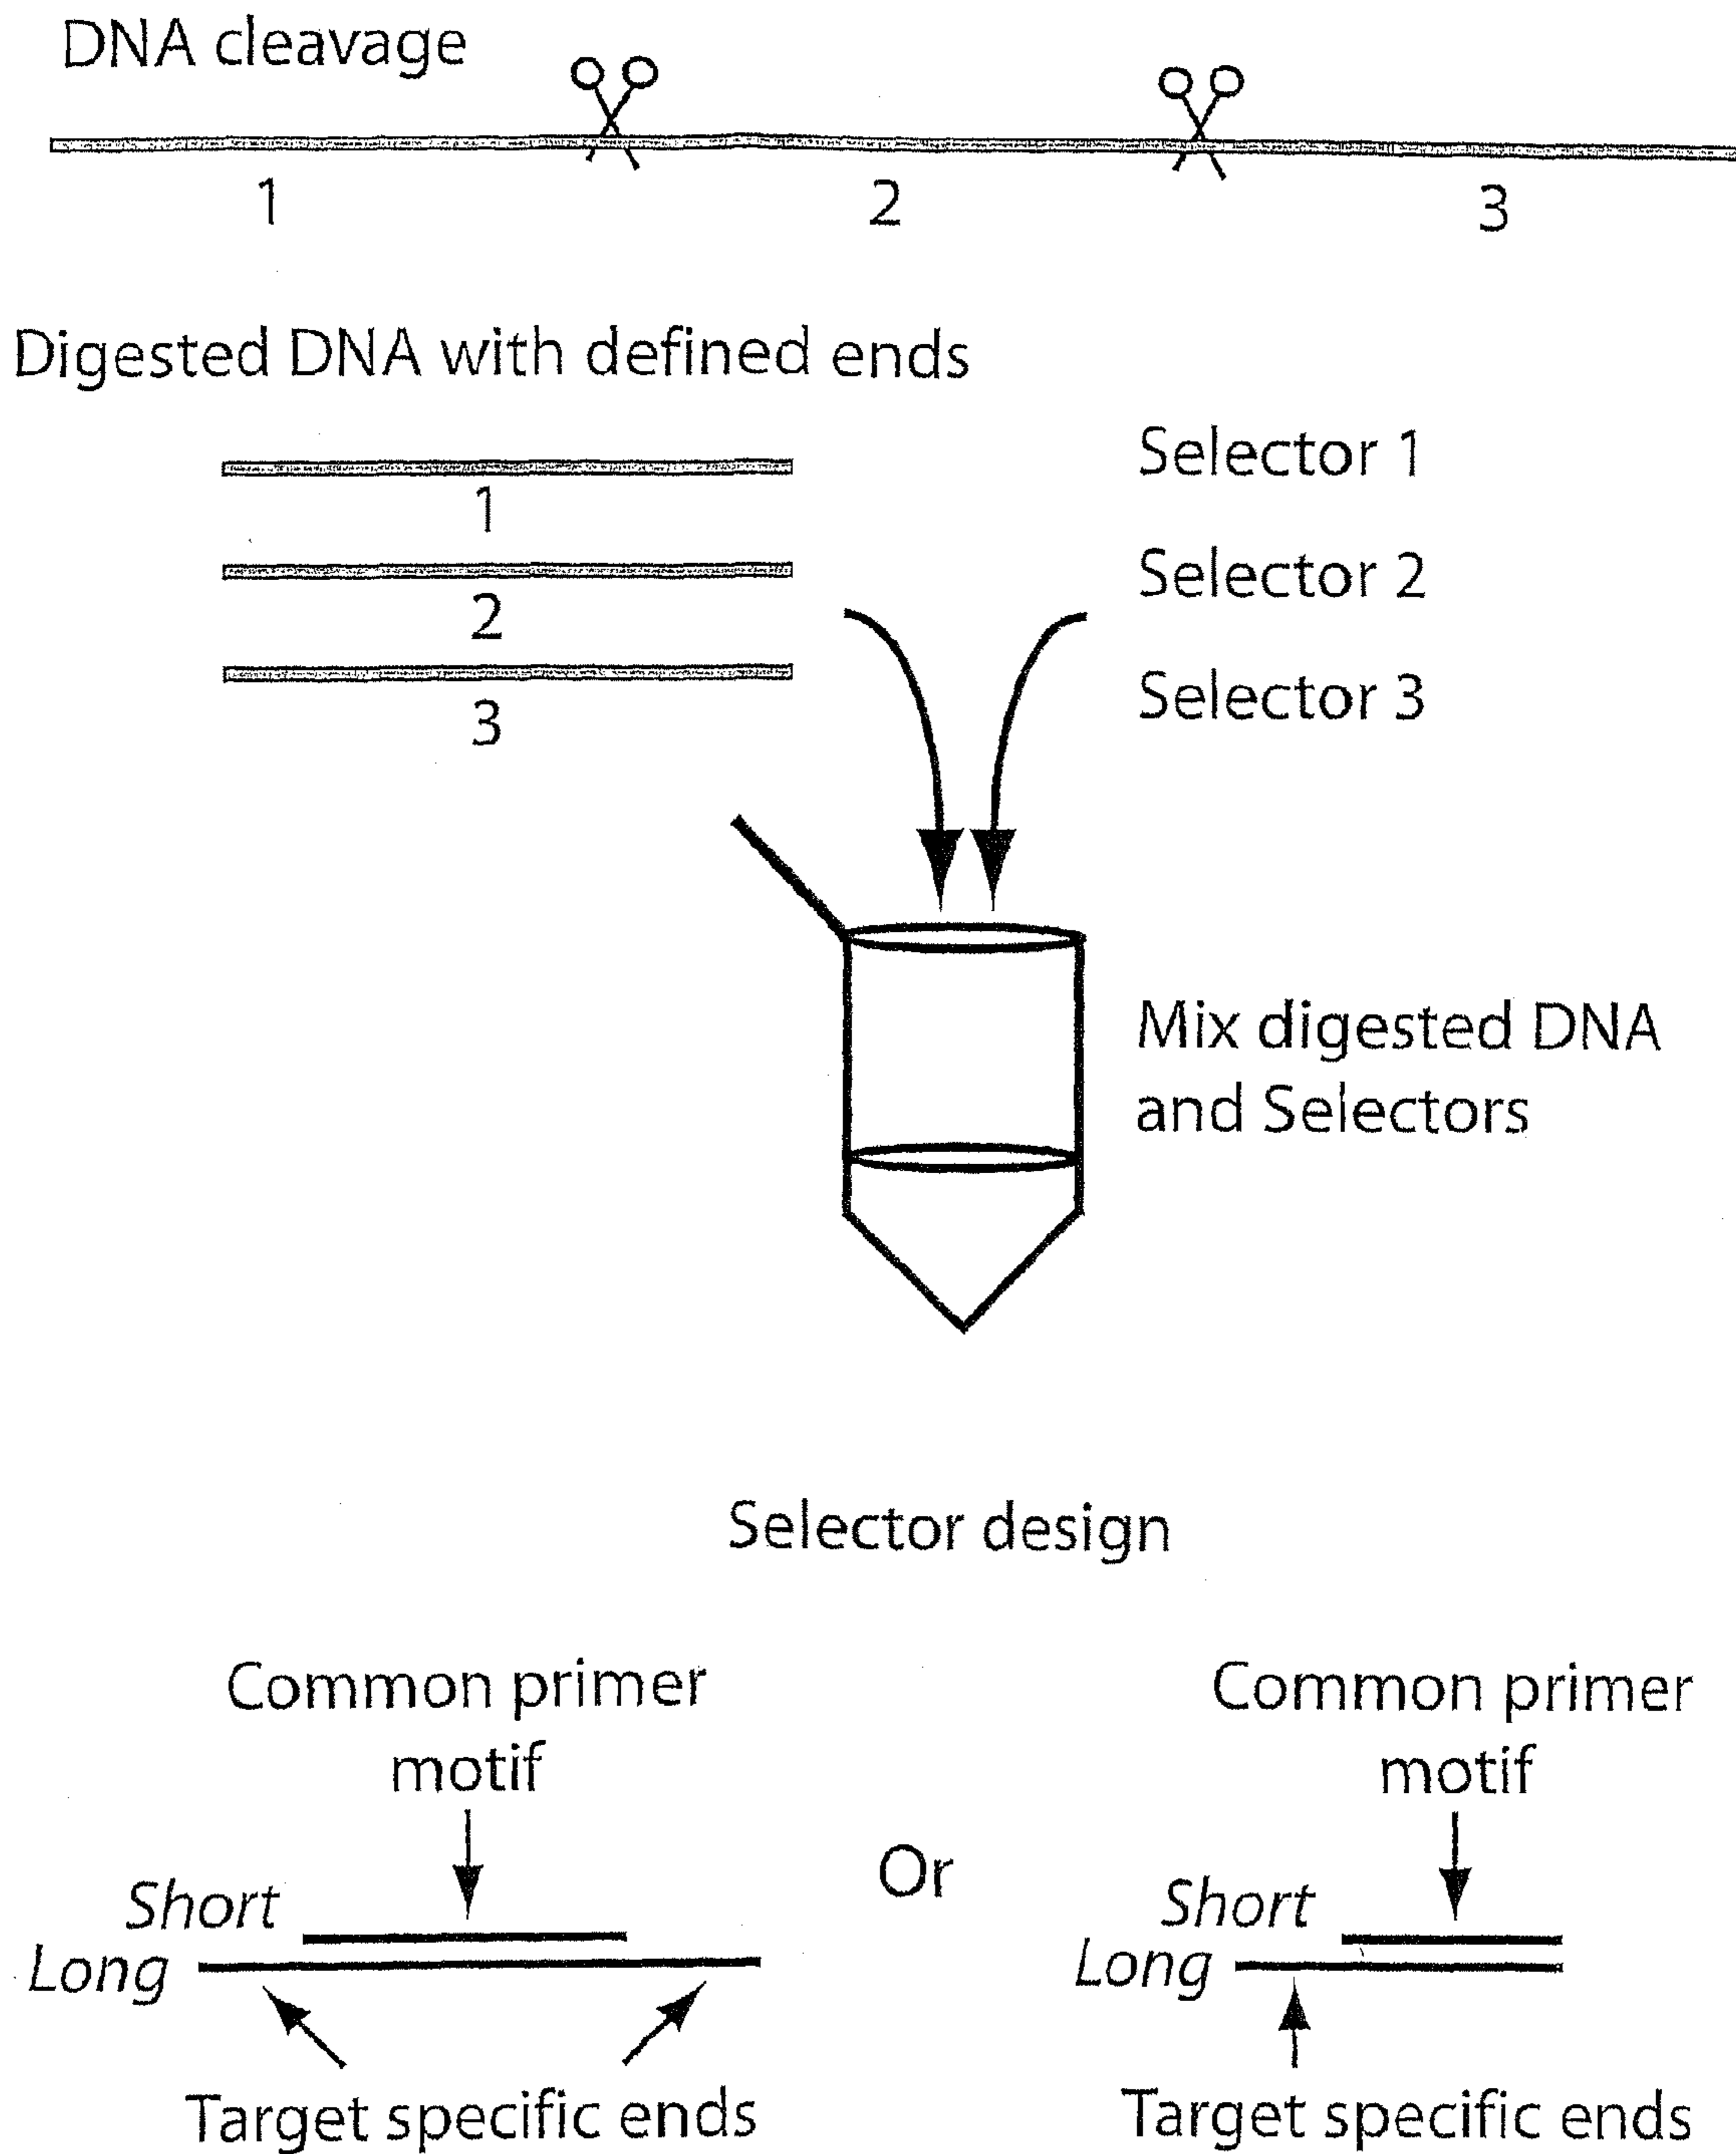 DNA cleavage
1
2
3
Digested DNA with defined ends
1
2
3
Selector 1
Selector 2
Selector 3
Mix digested DNA
and Selectors
Selector design
Common primer
motif
Short
Long
Target specific ends
Or
Common primer
motif
Short
Long
Target specific ends